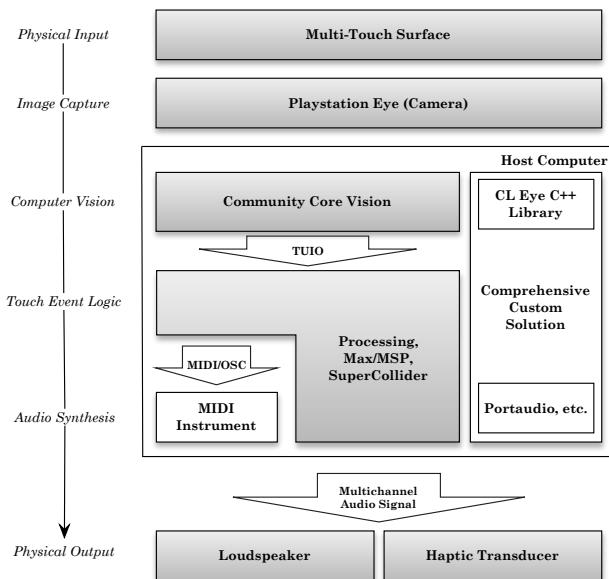 Physical Input
Multi-Touch Surface
Image Capture
Playstation Eye (Camera)
Host Computer
Computer Vision
Community Core Vision
CL Eye C++
Library
TUIO
Touch Event Logic
Comprehensive
Custom
Solution
Processing,
Max/MSP,
SuperCollider
MIDI/OSC
Audio Synthesis
MIDI
Instrument
Portaudio, etc.
Multichannel
Audio Signal
Physical Output
Loudspeaker
Haptic Transducer